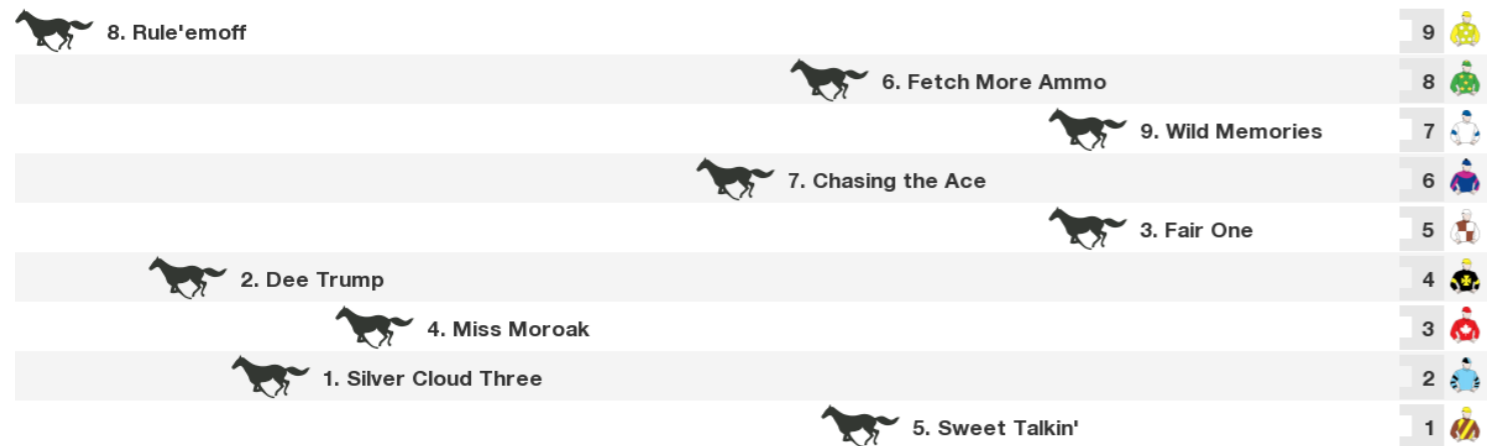 8. Rule'emoff 9
6. Fetch More Ammo 8
9. Wild Memories 7
7. Chasing the Ace 6
3. Fair One 5
2. Dee Trump 4
4. Miss Moroak 3
1. Silver Cloud Three 2
5. Sweet Talkin' 1